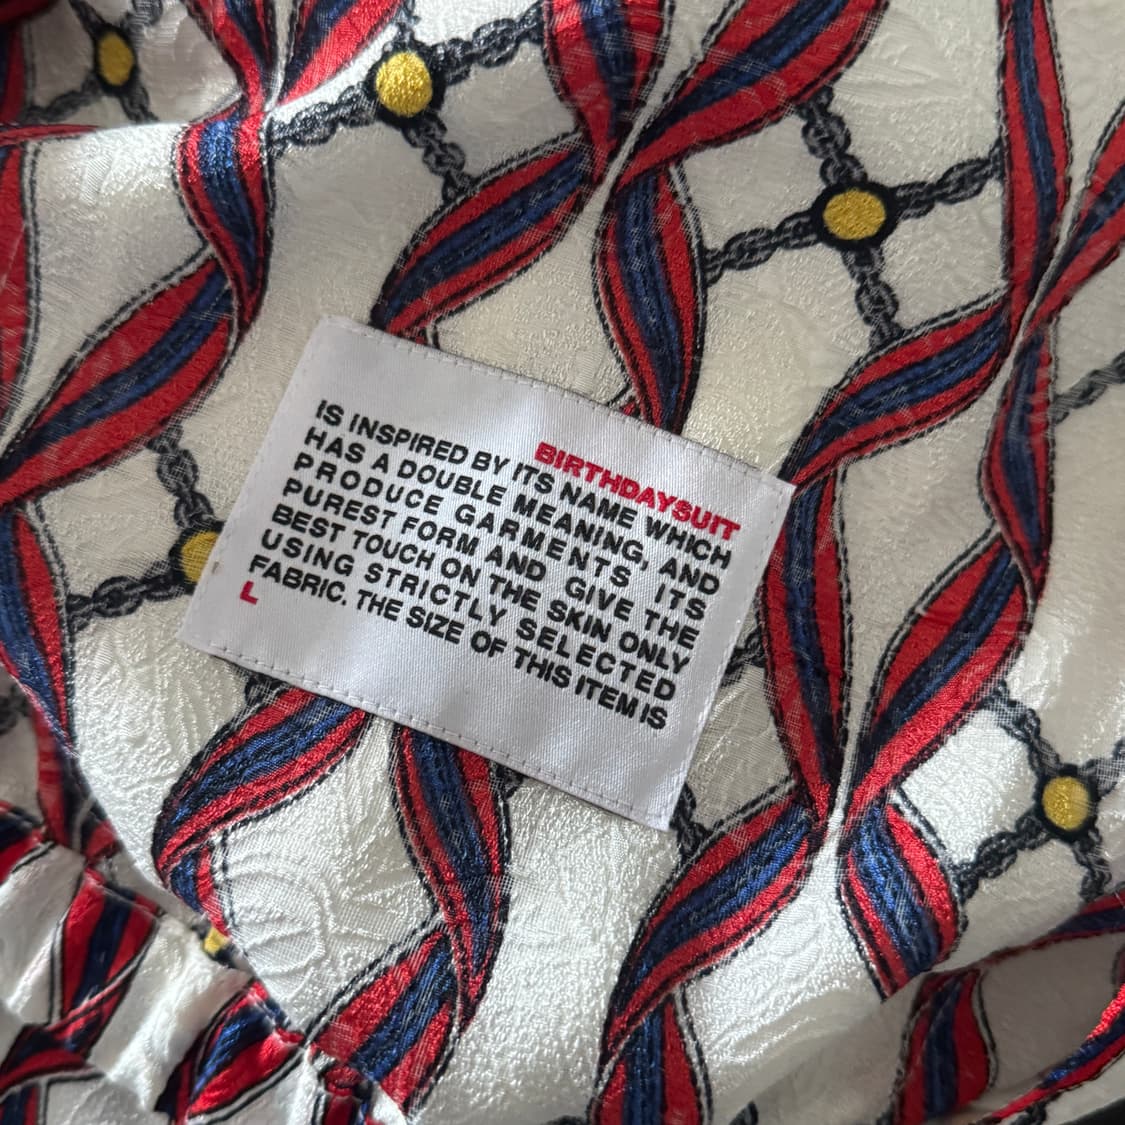 BIRTHDAYSUIT
IS INSPIRED BY ITS NAME WHICH
HAS A DOUBLE MEANING, AND
PRODUCE GARMENTS ITS
PUREST FORM AND GIVE THE
BEST TOUCH ON THE SKIN ONLY
USING STRICTLY SELECTED
FABRIC. THE SIZE OF THIS ITEM IS
L